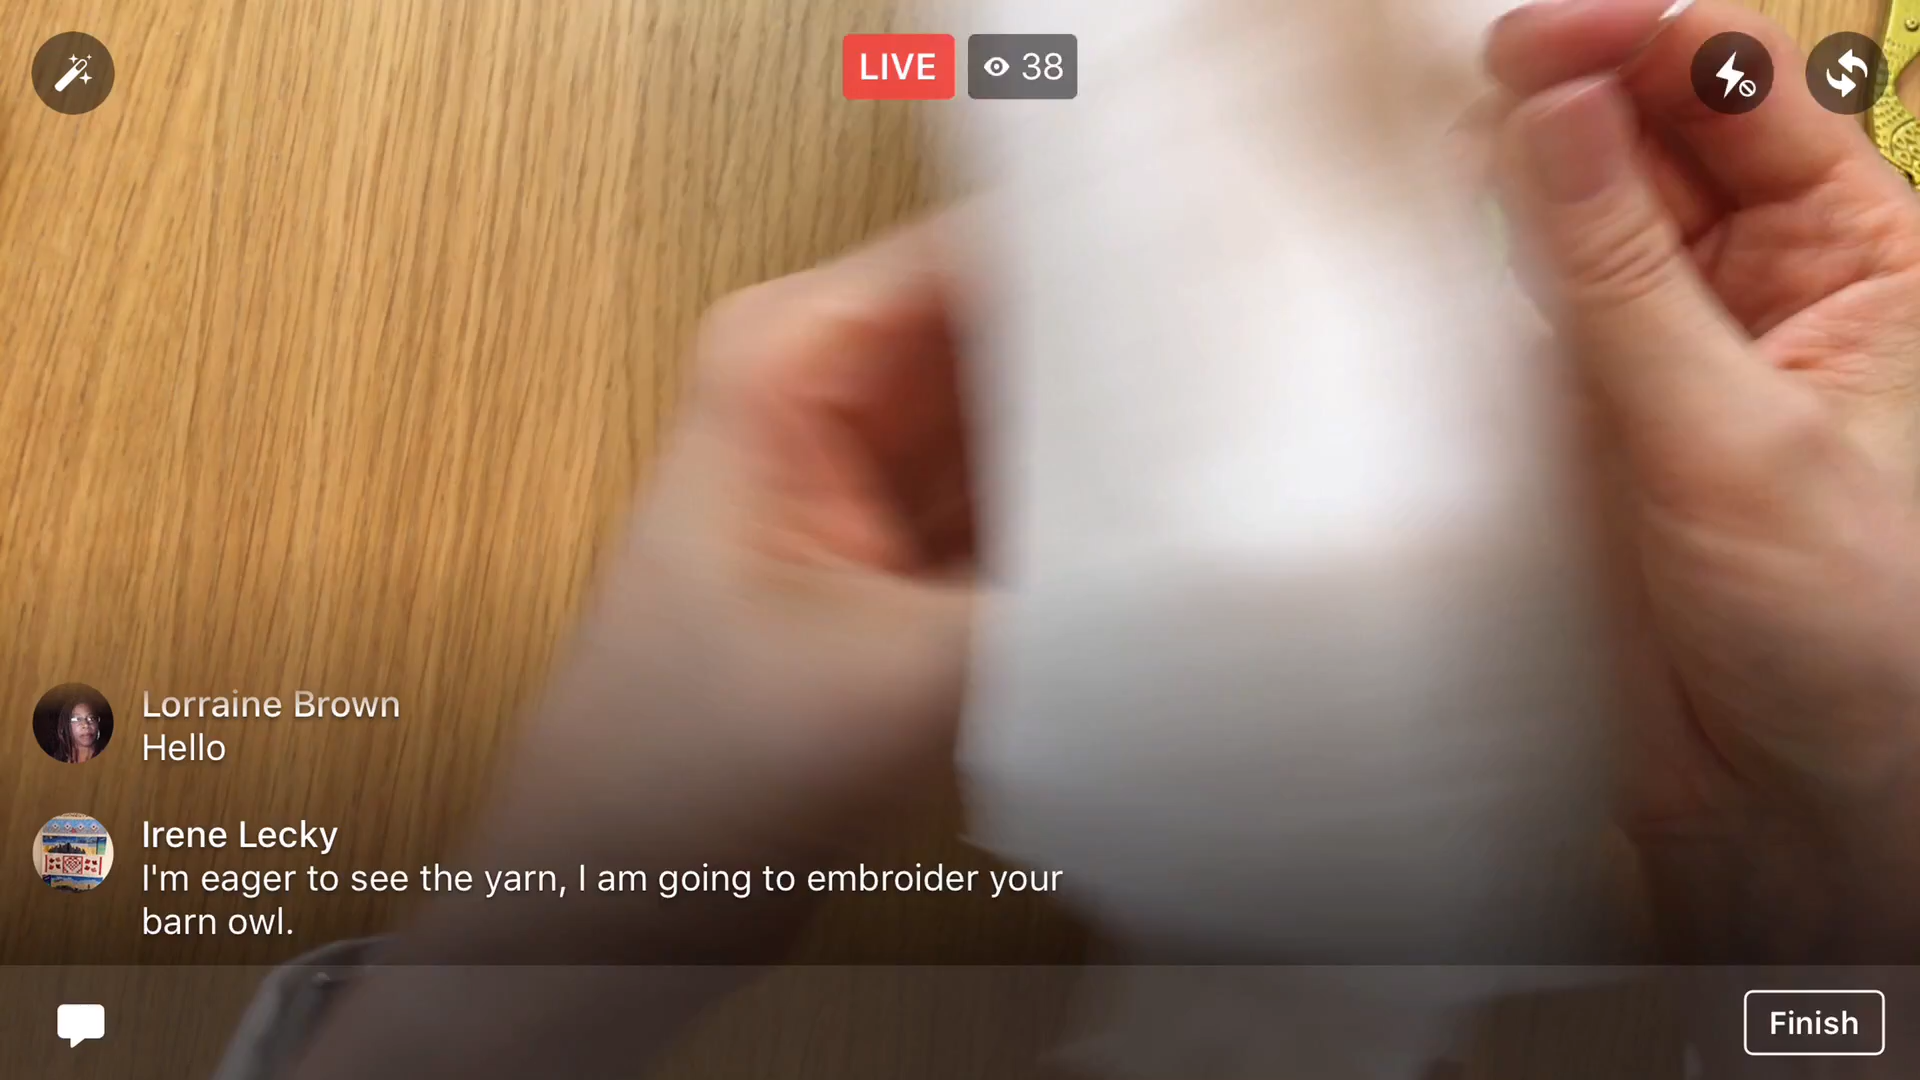 LIVE
38
Lorraine Brown
Hello
Irene Lecky
I'm eager to see the yarn, I am going to embroider your
barn owl.
Finish